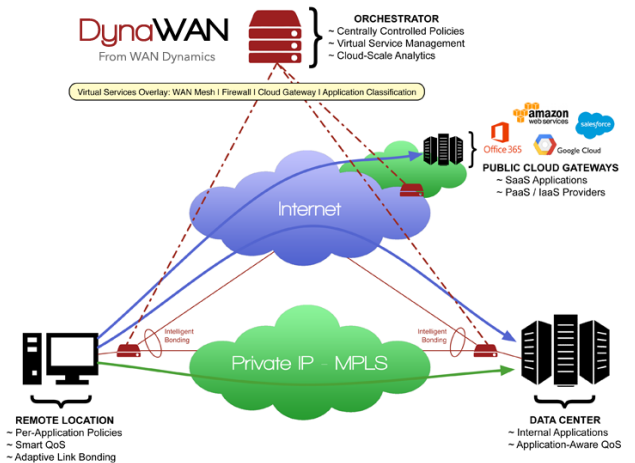 DynaWAN
From WAN Dynamics
ORCHESTRATOR
~ Centrally Controlled Policies
~ Virtual Service Management
~ Cloud-Scale Analytics
Virtual Services Overlay: WAN Mesh | Firewall | Cloud Gateway | Application Classification
amazon
web services
salesforce
Office 365
Google Cloud
PUBLIC CLOUD GATEWAYS
~ SaaS Applications
~ PaaS / IaaS Providers
Internet
Intelligent
Bonding
Intelligent
Bonding
Private IP - MPLS
REMOTE LOCATION
~ Per-Application Policies
~ Smart QoS
~ Adaptive Link Bonding
DATA CENTER
~ Internal Applications
~ Application-Aware QoS